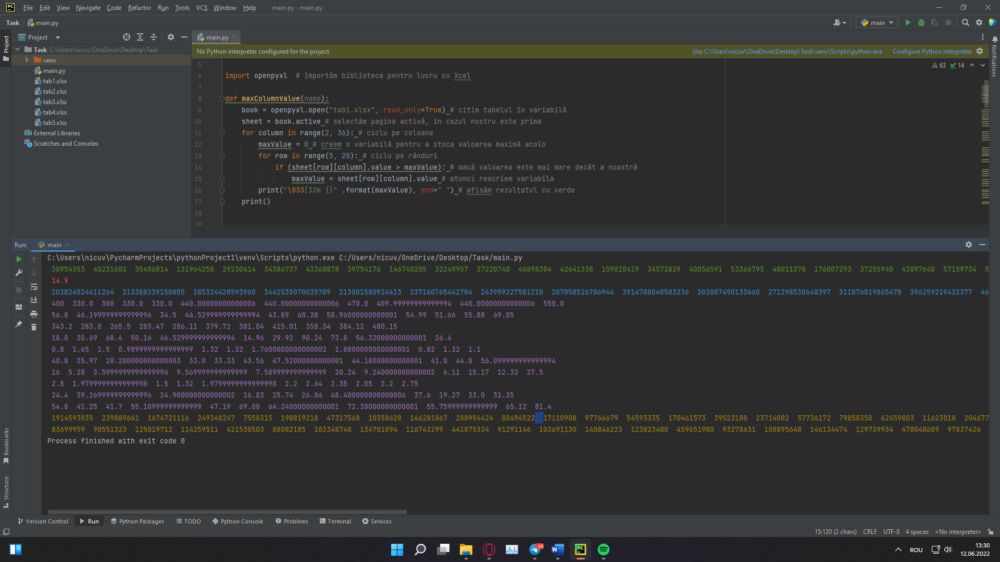 PC File Edit View Navigate Code Refactor Run Tools VCS Window Help main.py - main.py
Task main.py main
Project main.py
Project
Notifications
Task C:\Users\nicuv\OneDrive\Desktop\Task
venv
main.py
tab1.xlsx
tab2.xlsx
tab3.xlsx
tab4.xlsx
tab5.xlsx
External Libraries
Scratches and Consoles
No Python interpreter configured for the project Use C:\Users\nicuv\OneDrive\Desktop\Task\venv\Scripts\python.exe Configure Python interpreter
63 14
5
6 import openpyxl  # Importăm biblioteca pentru lucru cu Xcel
7
8 def maxColumnValue(name):
9 book = openpyxl.open("tab1.xlsx", read_only=True) # citim tabelul în variabilă
10 sheet = book.active # selectăm pagina activă, în cazul nostru este prima
11 for column in range(2, 36): # ciclu pe coloane
12 maxValue = 0 # creem o variabilă pentru a stoca valoarea maximă acolo
13 for row in range(5, 28): # ciclu pe rânduri
14 if (sheet[row][column].value > maxValue): # dacă valoarea este mai mare decât a noastră
15 maxValue = sheet[row][column].value # atunci rescriem variabila
16 print("\033[32m {}" .format(maxValue), end=" ") # afisăm rezultatul cu verde
17 print()
18
19
Run: main
C:\Users\nicuv\PycharmProjects\pythonProject1\venv\Scripts\python.exe C:/Users/nicuv/OneDrive/Desktop/Task/main.py
30954353 40231602 35406814 131964258 29230414 34386737 43368878 39754176 146740205 32249957 37220740 46898384 42641338 159010419 34572829 40056591 53366795 48011078 176007293 37255940 43897640 57159734 5
14.9
203824024411264 213388339158805 285324428593960 3442535070035789 213001580924413 237160765442784 243959227581210 287058526786944 3914788048503236 203087490133660 271298530648397 311876819865478 396259219432377 46
400 330.0 300 330.0 330.0 440.00000000000006 440.00000000000006 470.0 409.99999999999994 440.00000000000006 550.0
56.8 46.199999999999996 34.5 46.529999999999994 43.89 60.28 58.96000000000001 54.99 51.66 55.88 69.85
343.2 283.8 265.5 283.47 286.11 379.72 381.04 415.01 358.34 384.12 480.15
18.0 30.69 68.4 50.16 46.529999999999994 14.96 29.92 90.24 73.8 56.32000000000001 26.4
0.8 1.65 1.5 0.9899999999999999 1.32 1.32 1.7600000000000002 1.8800000000000001 0.82 1.32 1.1
40.8 35.97 28.200000000000003 33.0 33.33 43.56 47.52000000000001 44.18000000000001 41.0 44.0 56.099999999999994
16 5.28 3.5999999999999996 9.569999999999999 7.589999999999999 20.24 9.240000000000002 6.11 15.17 12.32 27.5
2.8 1.9799999999999998 1.5 1.32 1.9799999999999998 2.2 2.64 2.35 2.05 2.2 2.75
24.4 39.269999999999996 24.900000000000002 16.83 25.74 26.84 48.400000000000006 37.6 19.27 33.0 31.35
54.8 41.25 41.7 55.10999999999999 47.19 69.08 64.24000000000001 72.38000000000001 55.75999999999999 65.12 81.4
1914593035 239889661 1674721116 249348247 7558315 198819218 47317568 10358628 146281867 288954424 80494522 17110908 97766679 54593335 170461573 39523180 23714002 57736172 79858350 62459803 11623018 204677
83699959 98551323 125019712 114259511 421530503 88082185 102348748 134701094 116743299 441875324 91291146 103691130 140846223 123823480 459651980 93278631 108895648 146134474 129739934 478048689 97837426
Process finished with exit code 0
Bookmarks
Structure
Version Control Run Python Packages TODO Python Console Problems Terminal Services
15:120 (2 chars) CRLF UTF-8 4 spaces <No interpreter>
59 W PC ROU 13:30
12.06.2022